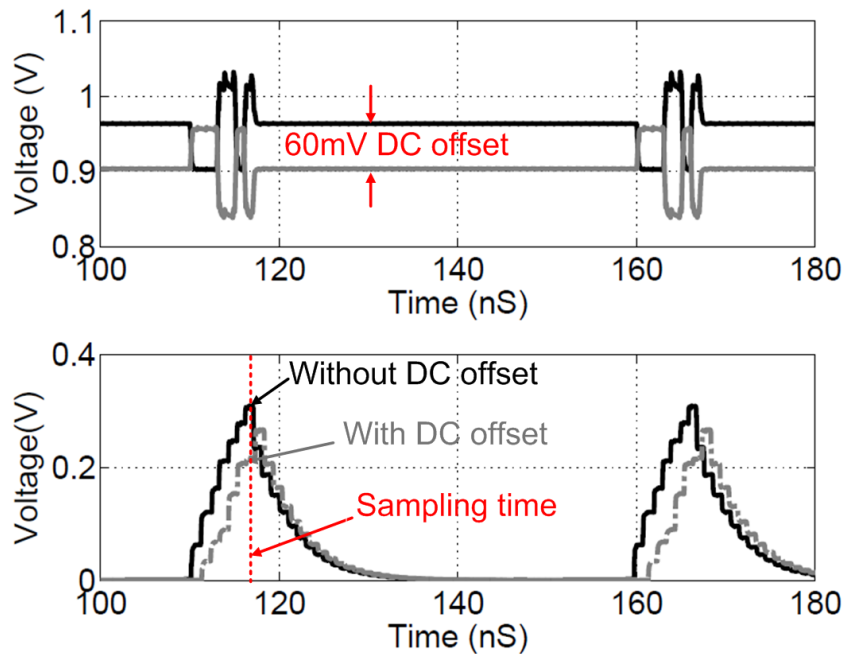 1.1
1
0.9
0.8
Voltage (V)
60mV DC offset
100 120 140 160 180
Time (nS)
0.4
0.2
0
Voltage(V)
Without DC offset
With DC offset
Sampling time
100 120 140 160 180
Time (nS)